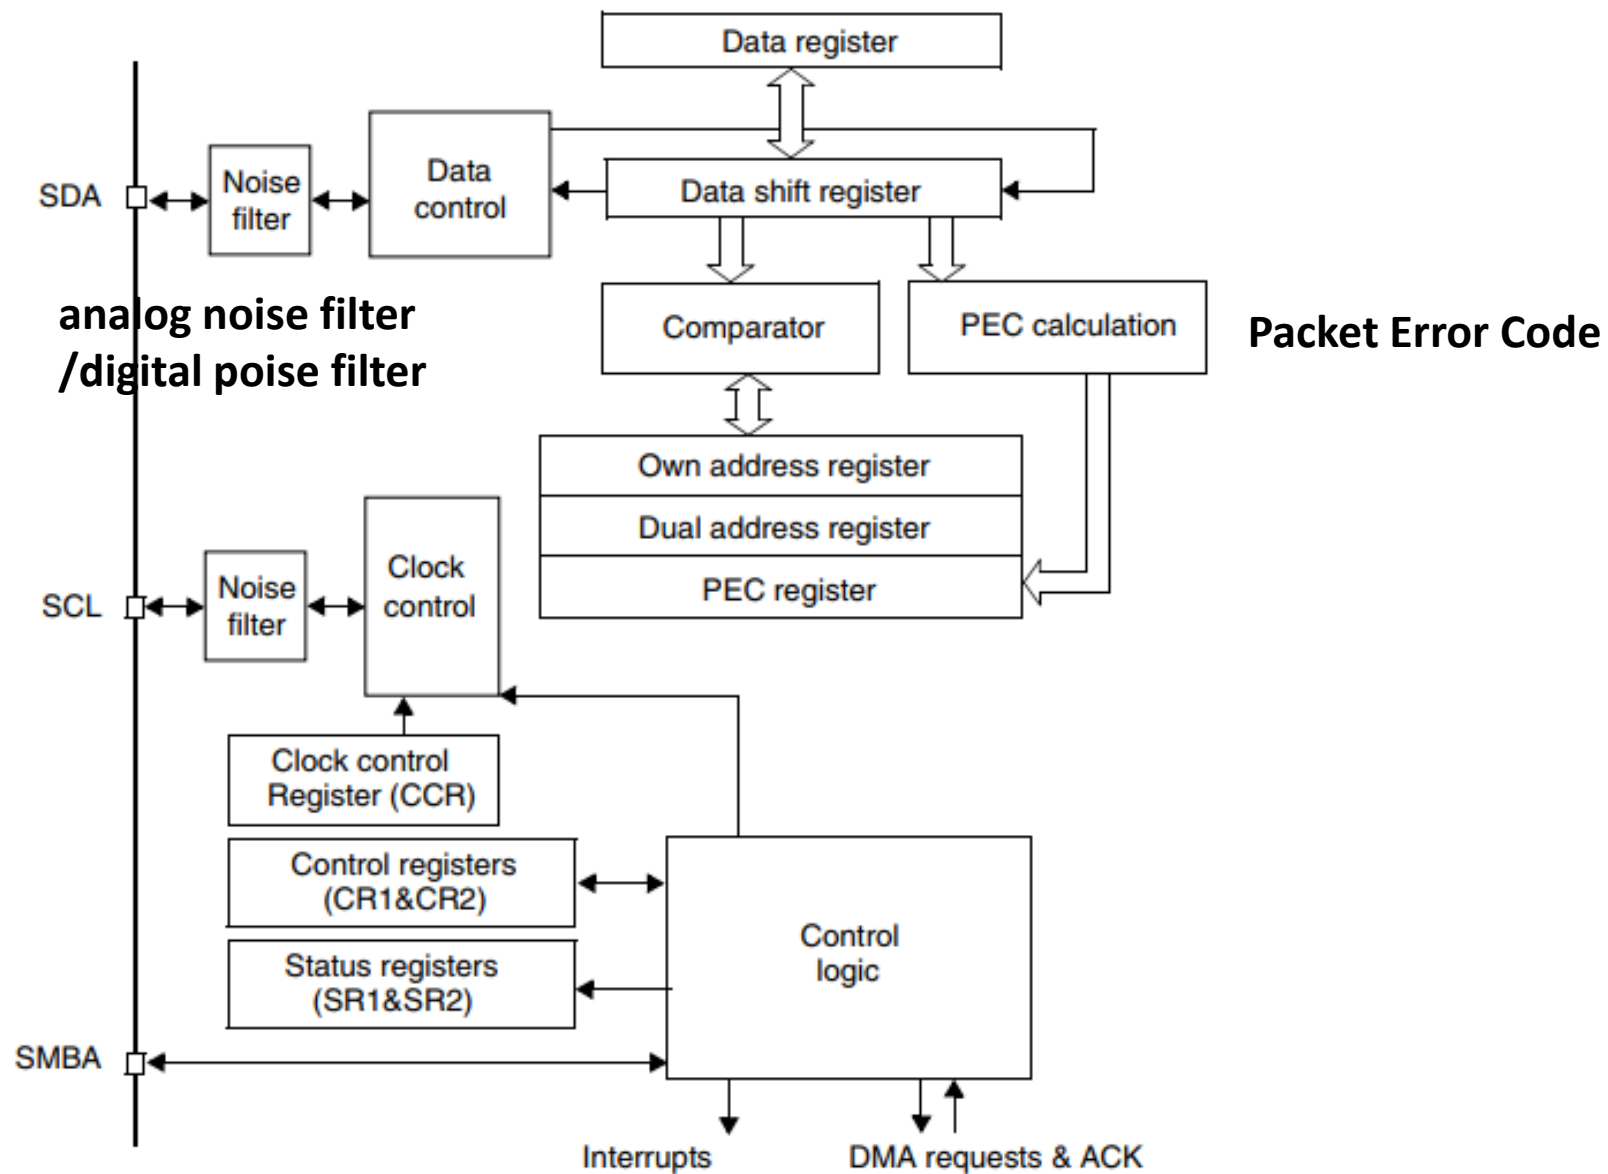 Data register
SDA
Noise
filter
Data
control
Data shift register
analog noise filter
/digital poise filter
Comparator
PEC calculation
Packet Error Code
Own address register
Dual address register
PEC register
SCL
Noise
filter
Clock
control
Clock control
Register (CCR)
Control registers
(CR1&CR2)
Status registers
(SR1&SR2)
Control
logic
SMBA
Interrupts
DMA requests & ACK